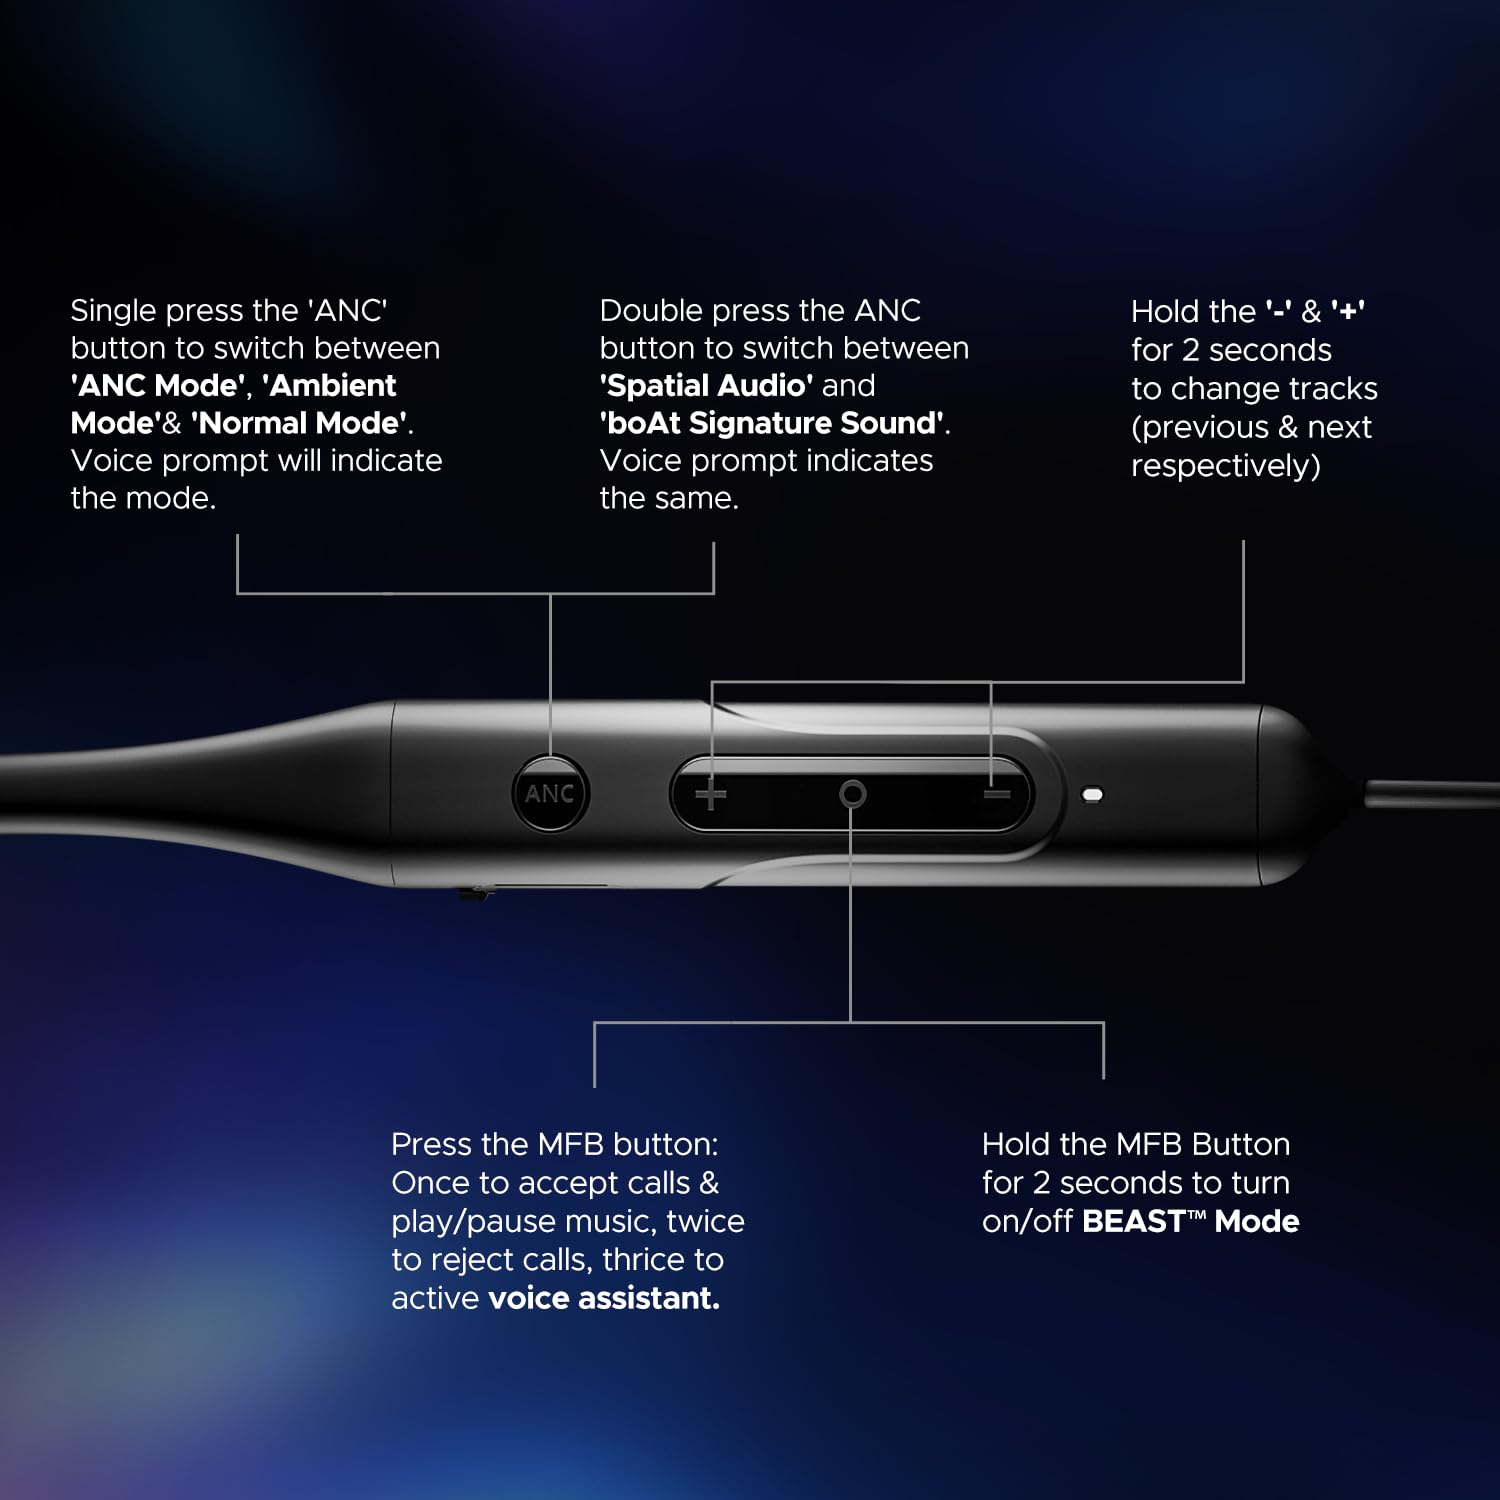 Single press the 'ANC'
button to switch between
'ANC Mode', 'Ambient
Mode'& 'Normal Mode'.
Voice prompt will indicate
the mode.
Double press the ANC
button to switch between
'Spatial Audio' and
'boAt Signature Sound'.
Voice prompt indicates
the same.
Hold the '-' & '+'
for 2 seconds
to change tracks
(previous & next
respectively)
ANC
+
-
Press the MFB button:
Once to accept calls &
play/pause music, twice
to reject calls, thrice to
active voice assistant.
Hold the MFB Button
for 2 seconds to turn
on/off BEAST™ Mode